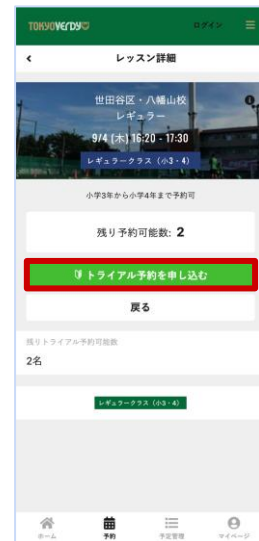 TOKYO VERDY
ログイン
レッスン詳細
世田谷区・八幡山校
レギュラー
9/4 (木) 16:20 - 17:30
レギュラークラス（小3・4）
小学3年から小学4年まで予約可
残り予約可能数: 2
トライアル予約を申し込む
戻る
残りトライアル予約可能数
2名
レギュラークラス（小3・4）
ホーム
予約
予定管理
マイページ